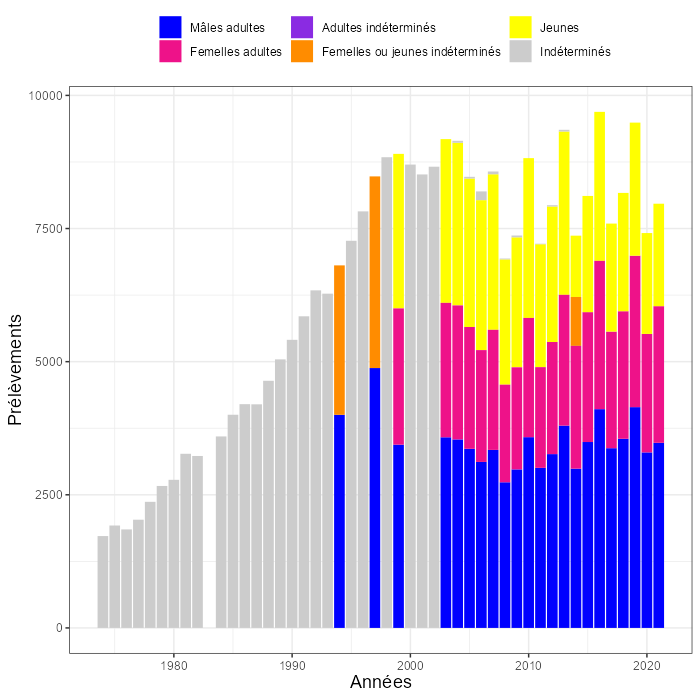 Mâles adultes
Adultes indéterminés
Jeunes
Femelles adultes
Femelles ou jeunes indéterminés
Indéterminés
10000
7500
5000
2500
0
Prélèvements
1980
1990
2000
2010
2020
Années